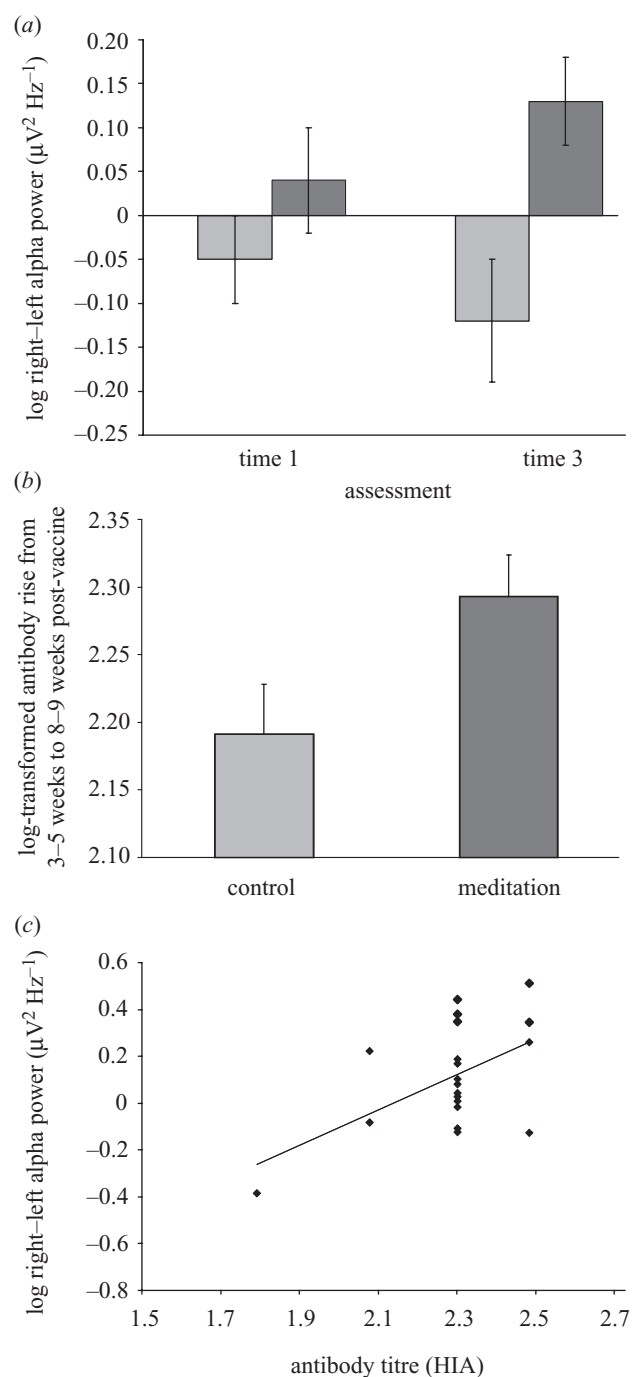 (a)
0.20
0.15
0.10
0.05
0
–0.05
–0.10
–0.15
–0.20
–0.25
log right–left alpha power (µV² Hz⁻¹)
time 1
time 3
assessment
(b)
2.35
2.30
2.25
2.20
2.15
2.10
log-transformed antibody rise from
3–5 weeks to 8–9 weeks post-vaccine
control
meditation
(c)
0.6
0.4
0.2
0
–0.2
–0.4
–0.6
–0.8
log right–left alpha power (µV² Hz⁻¹)
1.5
1.7
1.9
2.1
2.3
2.5
2.7
antibody titre (HIA)